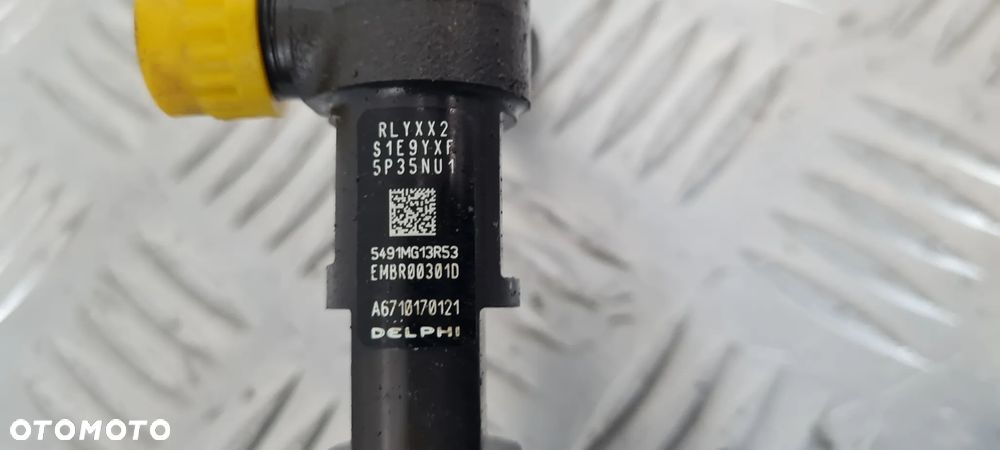 RLYXX2
S1E9YXF
5P35NU1
5491MG13R53
EMBR00301D
A6710170121
DELPHI
OTOMOTO